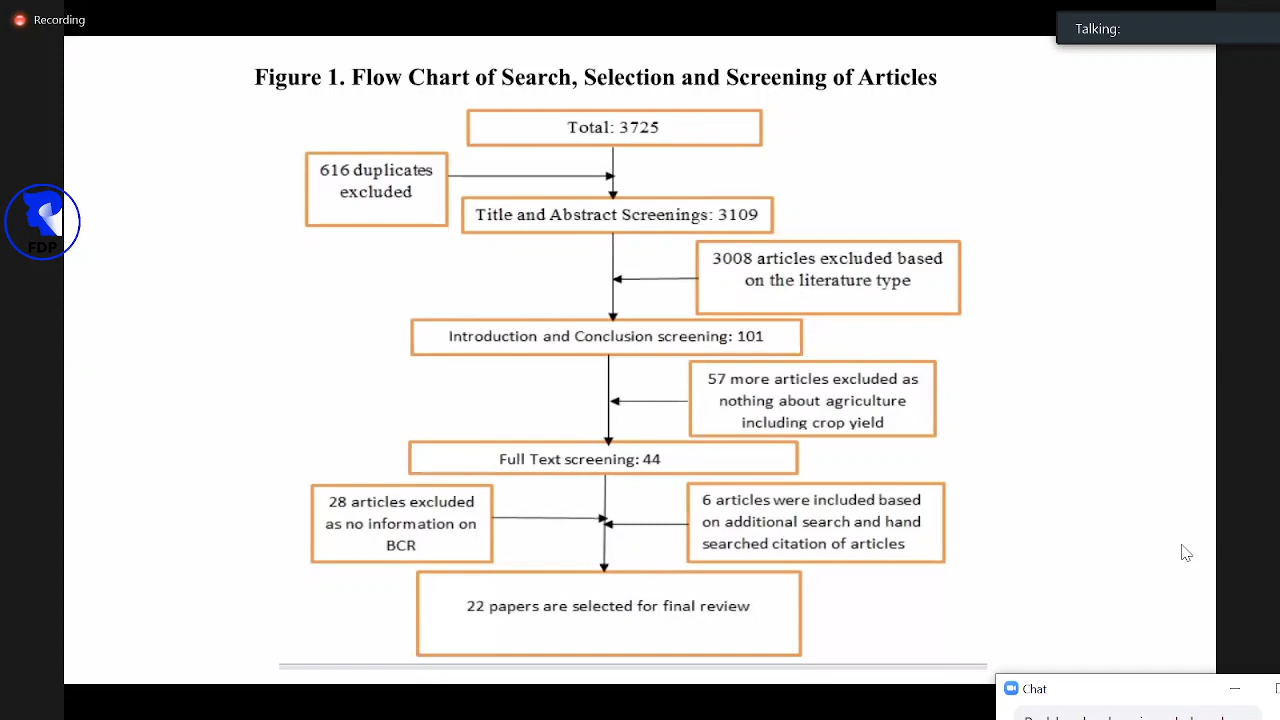 Recording
Talking:
Figure 1. Flow Chart of Search, Selection and Screening of Articles
Total: 3725
616 duplicates
excluded
Title and Abstract Screenings: 3109
3008 articles excluded based
on the literature type
Introduction and Conclusion screening: 101
57 more articles excluded as
nothing about agriculture
including crop yield
Full Text screening: 44
28 articles excluded
as no information on
BCR
6 articles were included based
on additional search and hand
searched citation of articles
22 papers are selected for final review
FDP
Chat